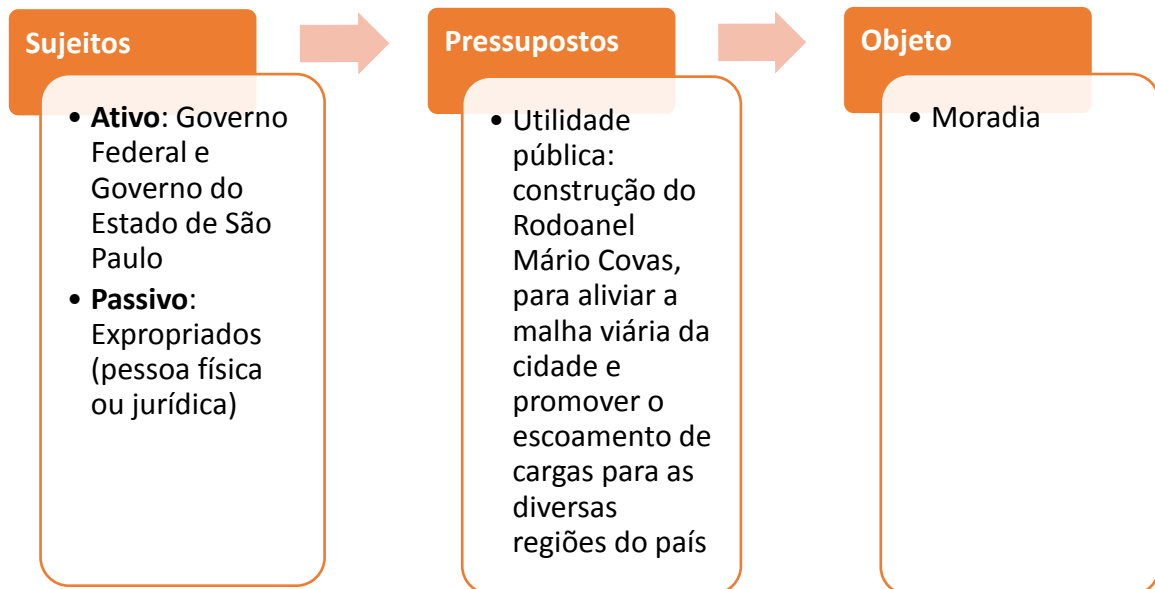 Sujeitos
• Ativo: Governo
Federal e
Governo do
Estado de São
Paulo
• Passivo:
Expropriados
(pessoa física
ou jurídica)
Pressupostos
• Utilidade
pública:
construção do
Rodoanel
Mário Covas,
para aliviar a
malha viária da
cidade e
promover o
escoamento de
cargas para as
diversas
regiões do país
Objeto
• Moradia